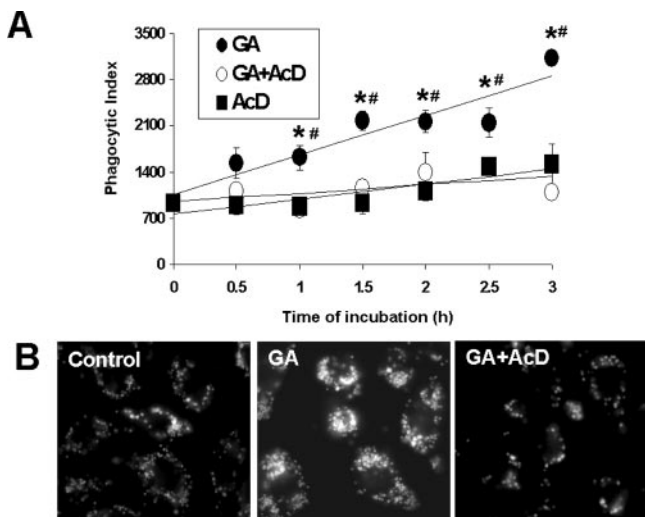 A
Phagocytic Index
3500
2800
2100
1400
700
0
GA
GA+AcD
AcD
*#
*#
*#
*#
*#
0 0.5 1 1.5 2 2.5 3
Time of incubation (h)
B
Control
GA
GA+AcD